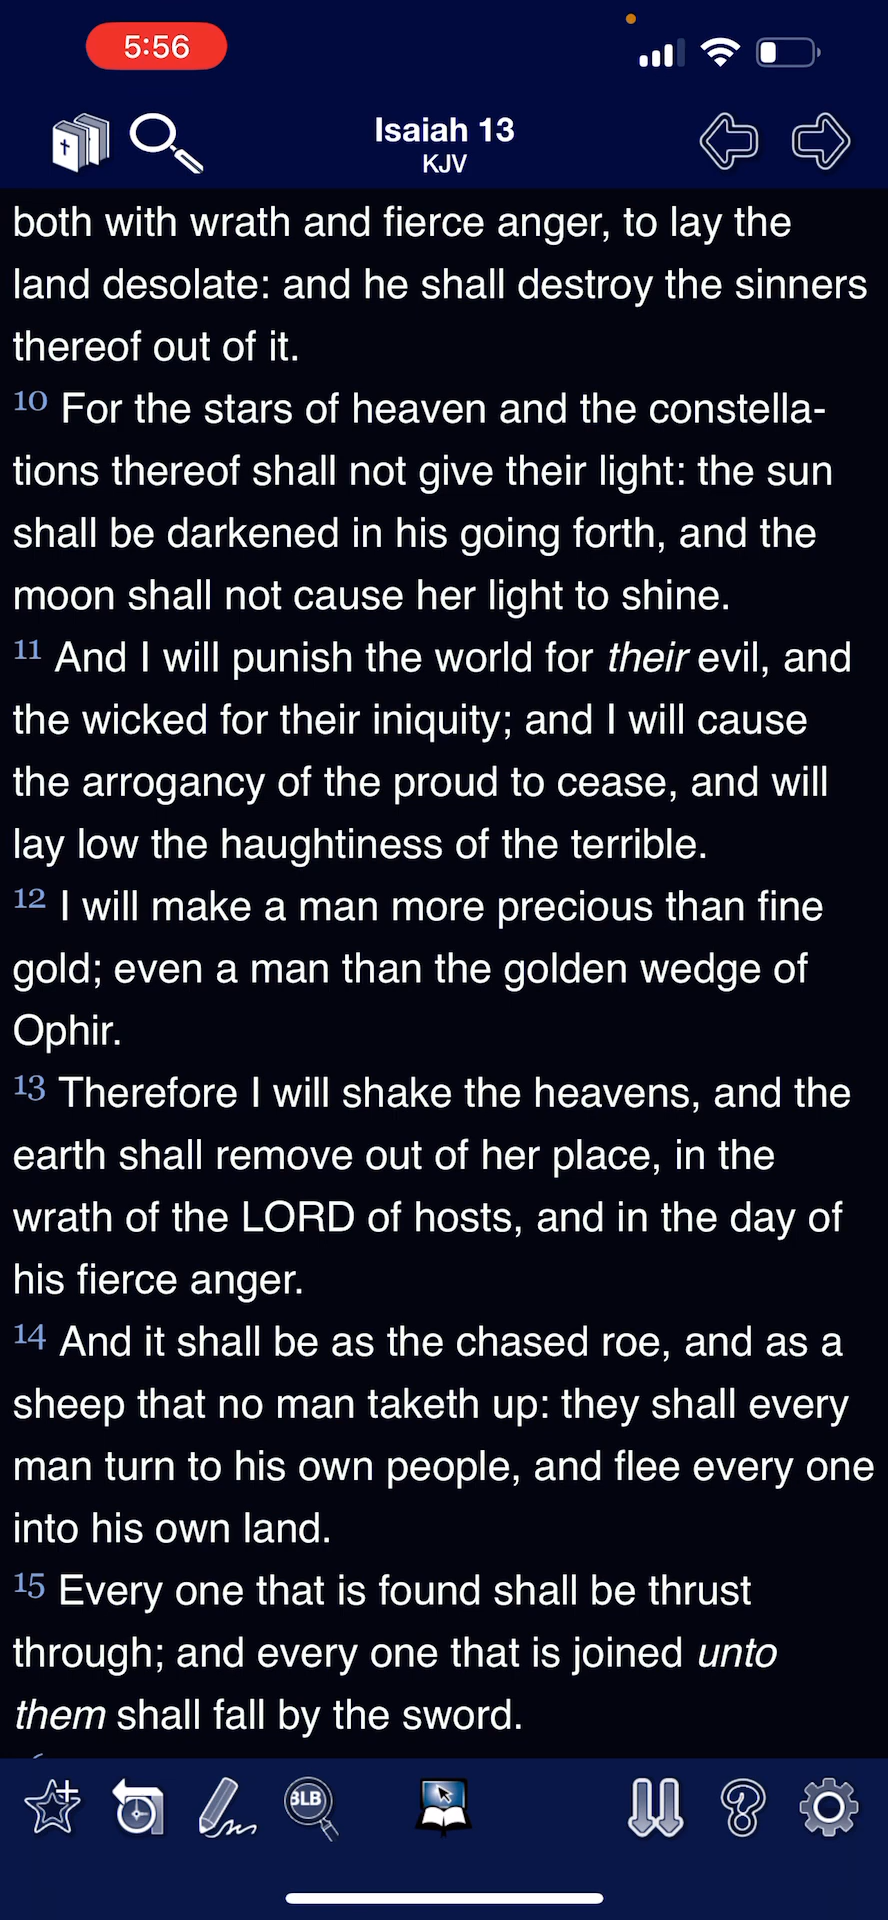 5:56
Isaiah 13
KJV
both with wrath and fierce anger, to lay the
land desolate: and he shall destroy the sinners
thereof out of it.
10 For the stars of heaven and the constella-
tions thereof shall not give their light: the sun
shall be darkened in his going forth, and the
moon shall not cause her light to shine.
11 And I will punish the world for their evil, and
the wicked for their iniquity; and I will cause
the arrogancy of the proud to cease, and will
lay low the haughtiness of the terrible.
12 I will make a man more precious than fine
gold; even a man than the golden wedge of
Ophir.
13 Therefore I will shake the heavens, and the
earth shall remove out of her place, in the
wrath of the LORD of hosts, and in the day of
his fierce anger.
14 And it shall be as the chased roe, and as a
sheep that no man taketh up: they shall every
man turn to his own people, and flee every one
into his own land.
15 Every one that is found shall be thrust
through; and every one that is joined unto
them shall fall by the sword.
BLB